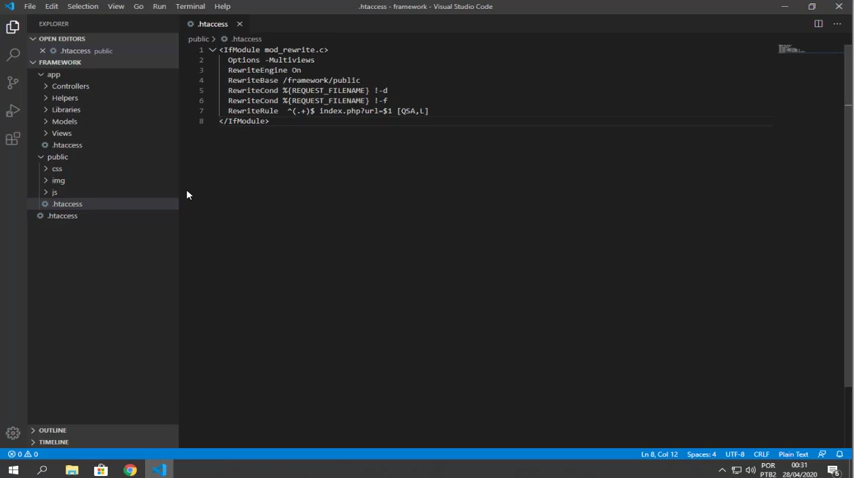 File Edit Selection View Go Run Terminal Help
.htaccess - framework - Visual Studio Code
EXPLORER
OPEN EDITORS
.htaccess public
FRAMEWORK
app
Controllers
Helpers
Libraries
Models
Views
.htaccess
public
css
img
js
.htaccess
.htaccess
OUTLINE
TIMELINE
.htaccess
public > .htaccess
1 <IfModule mod_rewrite.c>
2 Options -Multiviews
3 RewriteEngine On
4 RewriteBase /framework/public
5 RewriteCond %{REQUEST_FILENAME} !-d
6 RewriteCond %{REQUEST_FILENAME} !-f
7 RewriteRule ^(.+)$ index.php?url=$1 [QSA,L]
8 </IfModule>
0 0
Ln 8, Col 12 Spaces: 4 UTF-8 CRLF Plain Text
POR
PTB2
00:31
28/04/2020